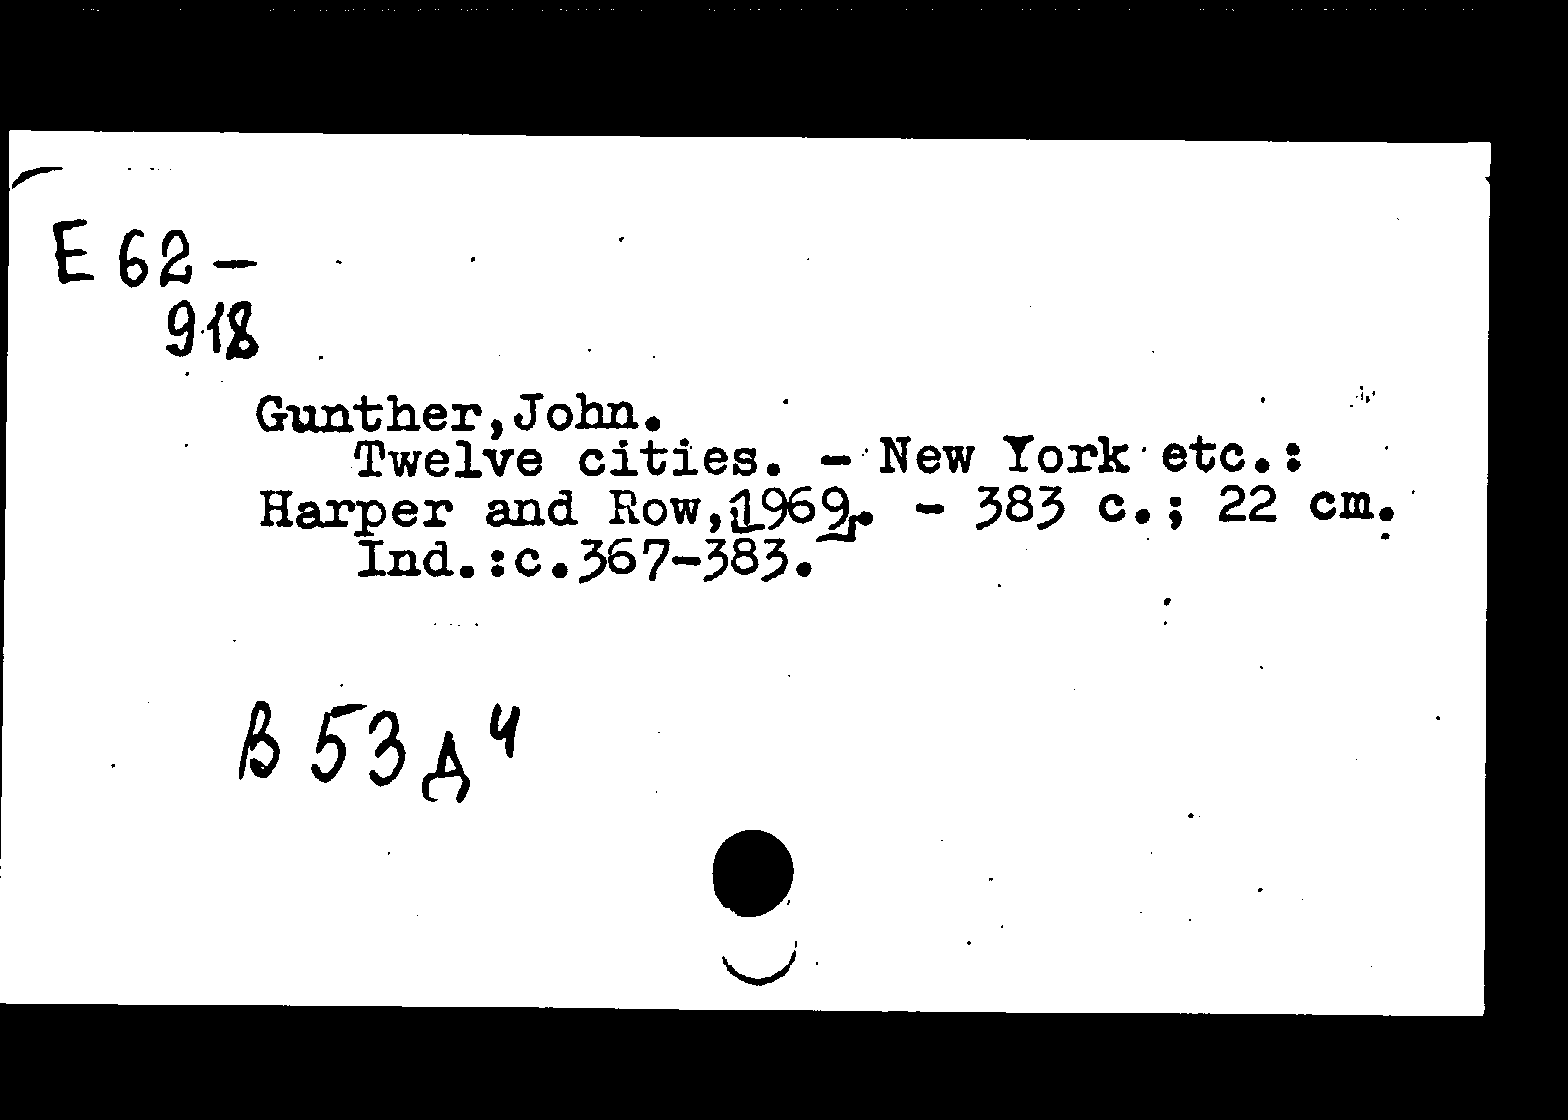 E 62-
918
Gunther,John.
Twelve cities. - New York etc.:
Harper and Row,[1969]. - 383 c.; 22 cm.
Ind.:c.367-383.
В 53 д ч